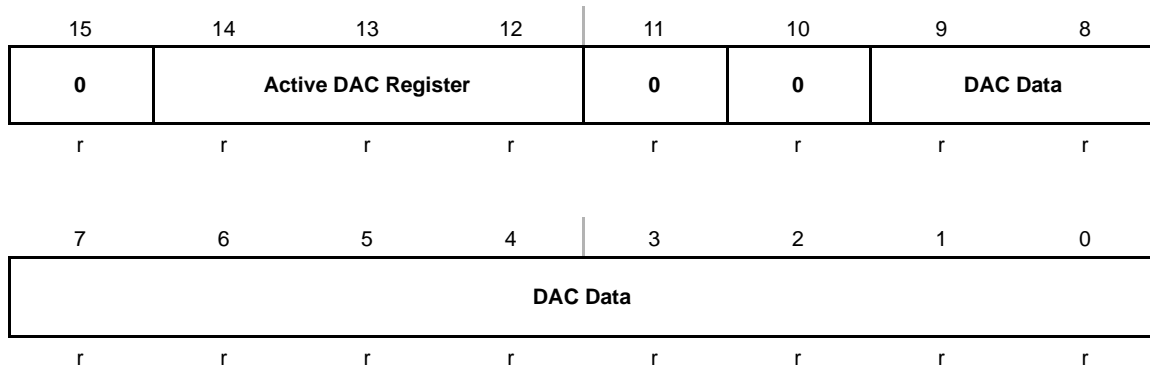 15 14 13 12 11 10 9 8
0 Active DAC Register 0 0 DAC Data
r r r r r r r r
7 6 5 4 3 2 1 0
DAC Data
r r r r r r r r